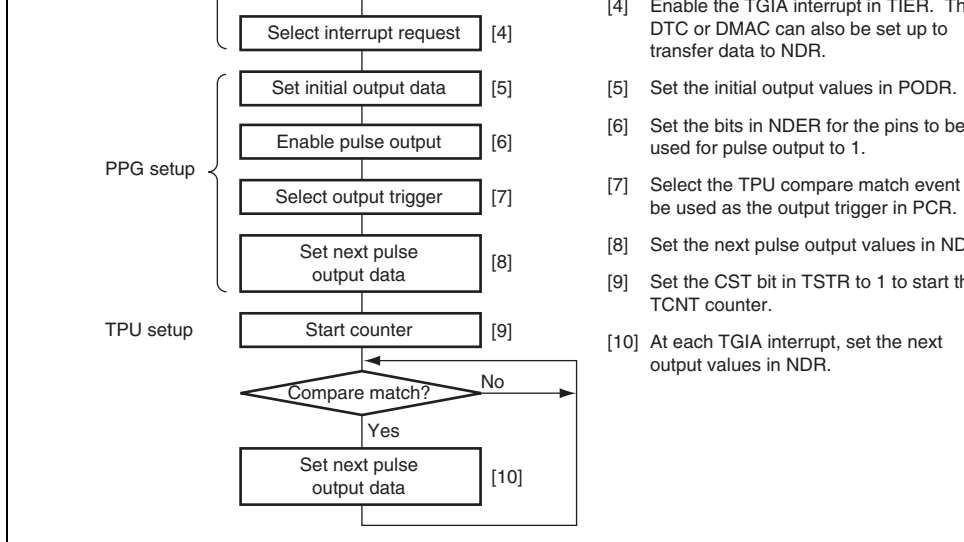 Select interrupt request [4]
Set initial output data [5]
Enable pulse output [6]
PPG setup
Select output trigger [7]
Set next pulse
output data [8]
TPU setup
Start counter [9]
Compare match?
No
Yes
Set next pulse
output data [10]
[4] Enable the TGIA interrupt in TIER.
DTC or DMAC can also be set up to
transfer data to NDR.
[5] Set the initial output values in PODR.
[6] Set the bits in NDER for the pins to be
used for pulse output to 1.
[7] Select the TPU compare match event
be used as the output trigger in PCR.
[8] Set the next pulse output values in
[9] Set the CST bit in TSTR to 1 to start
TCNT counter.
[10] At each TGIA interrupt, set the next
output values in NDR.